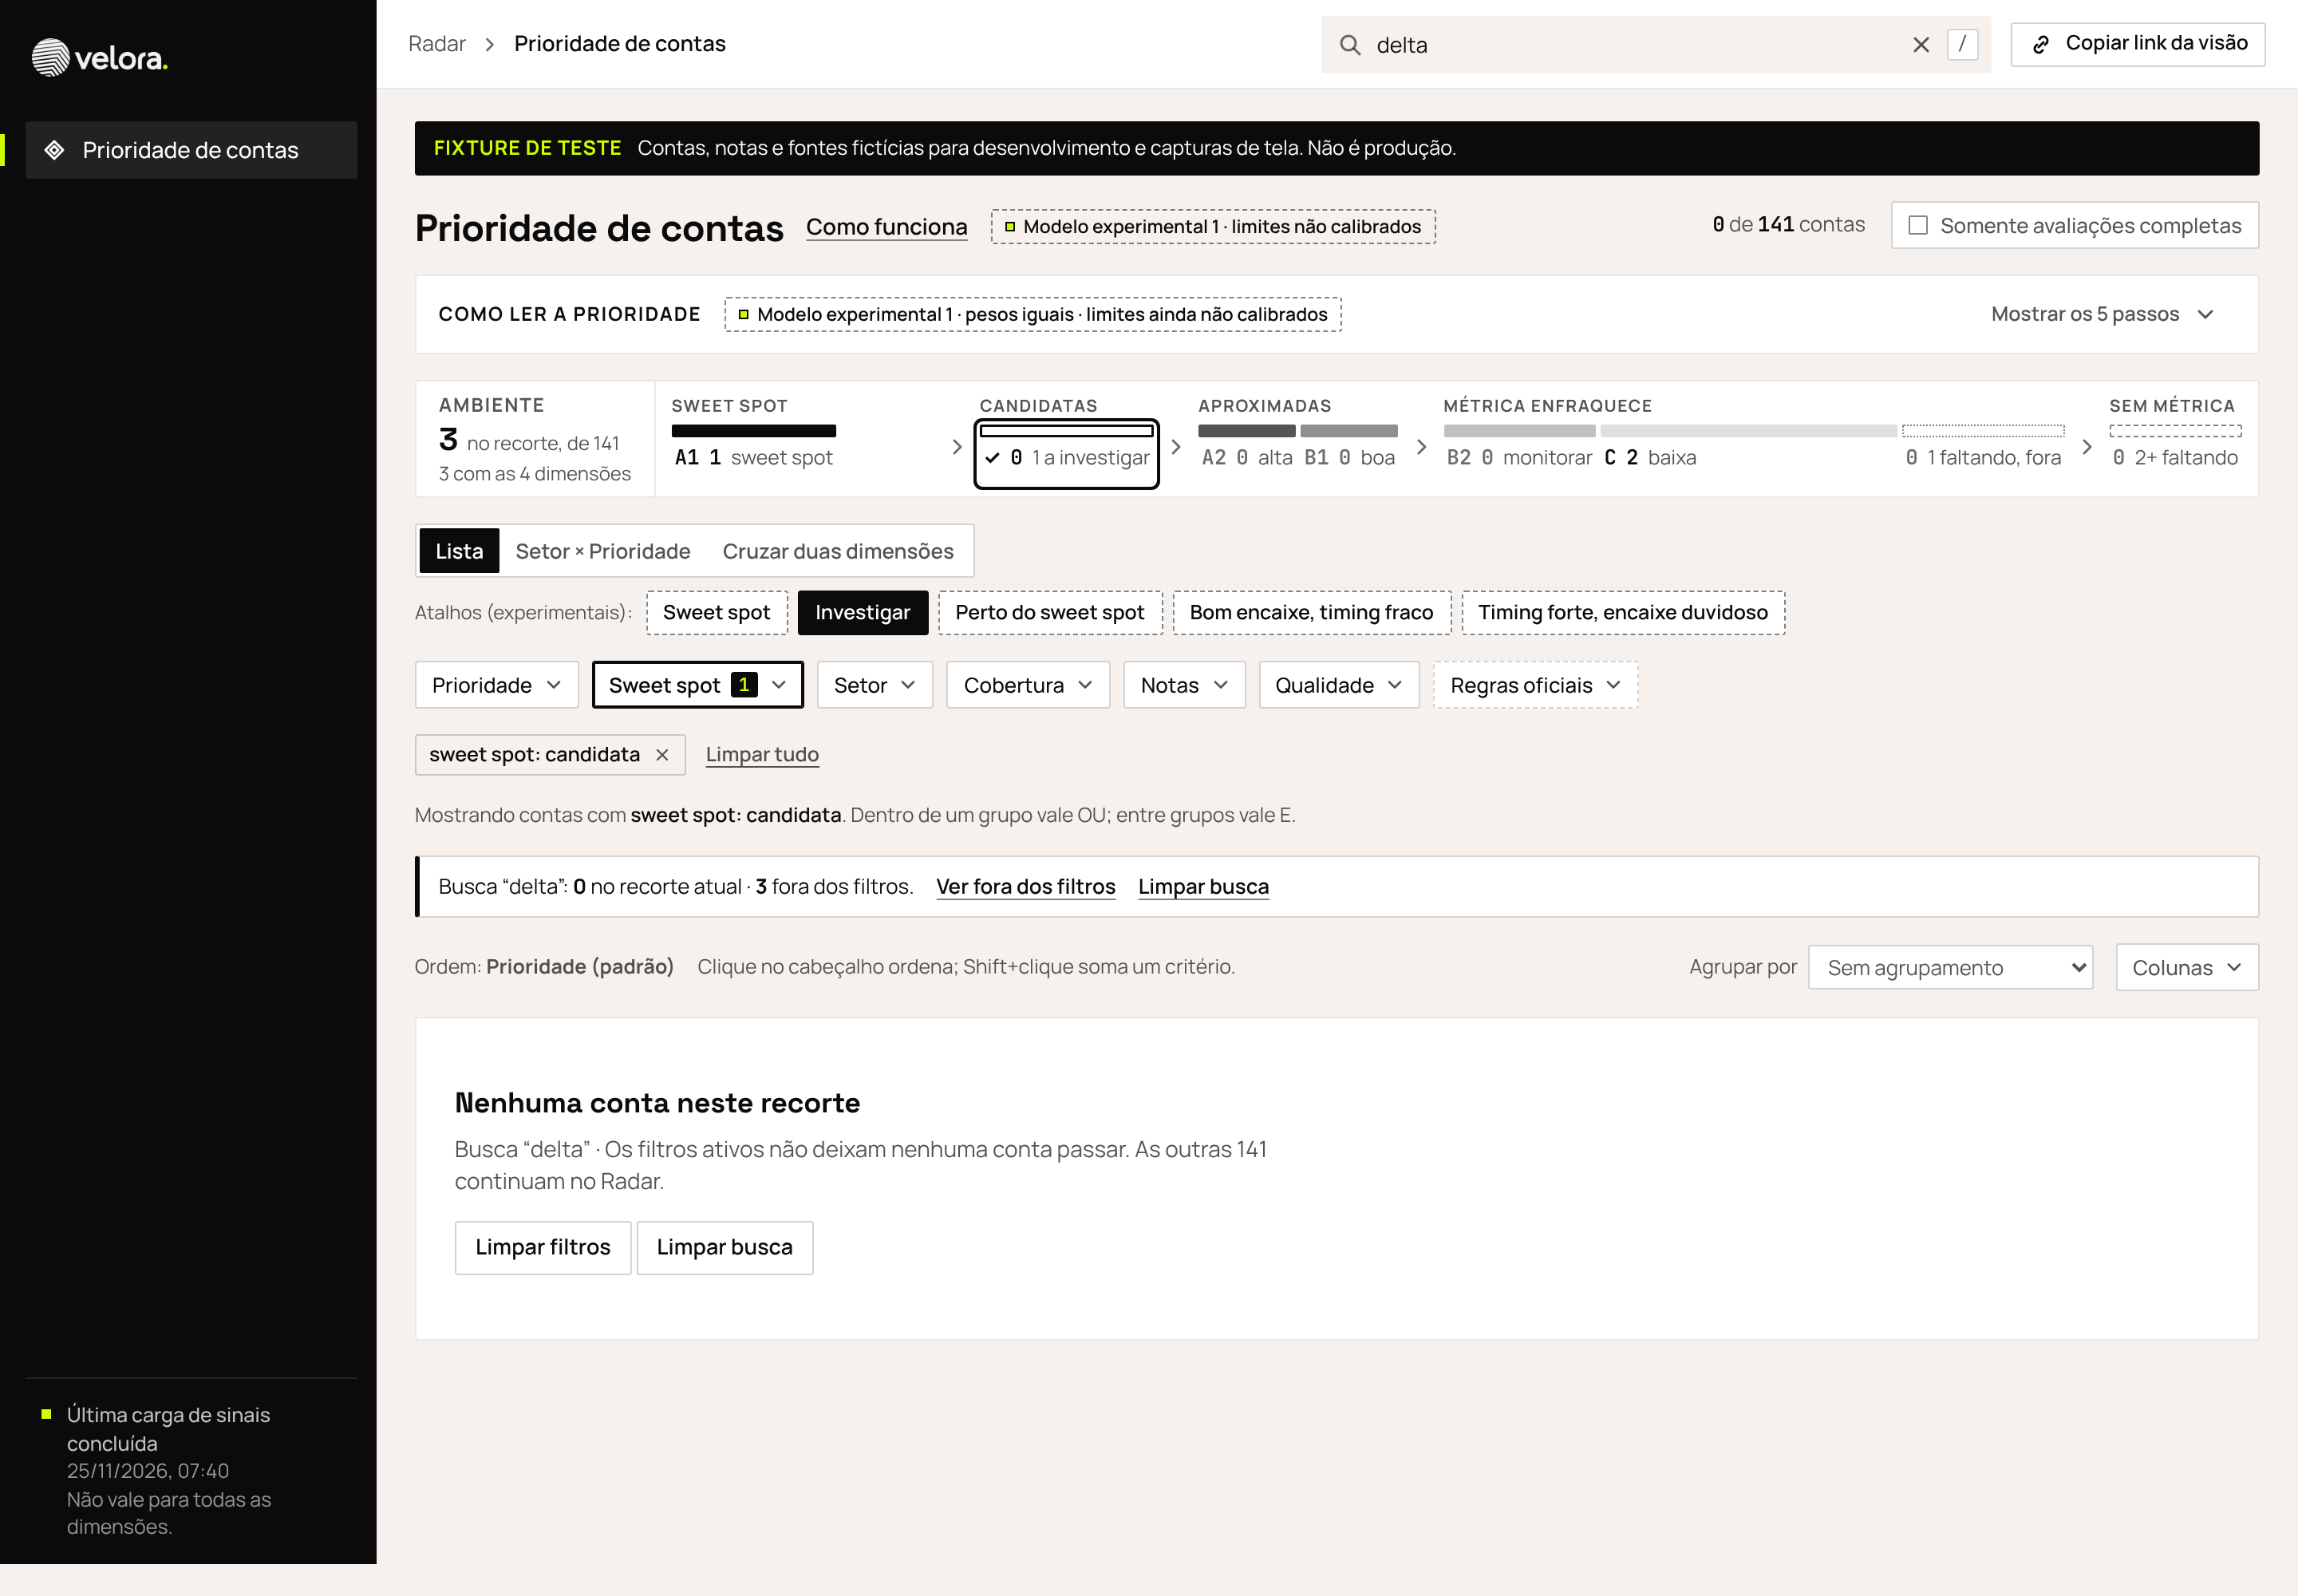 velora.
Prioridade de contas
Última carga de sinais
concluída
25/11/2026, 07:40
Não vale para todas as
dimensões.
Radar > Prioridade de contas
delta
/
Copiar link da visão
FIXTURE DE TESTE Contas, notas e fontes fictícias para desenvolvimento e capturas de tela. Não é produção.
Prioridade de contas Como funciona Modelo experimental 1 · limites não calibrados
0 de 141 contas
Somente avaliações completas
COMO LER A PRIORIDADE Modelo experimental 1 · pesos iguais · limites ainda não calibrados
Mostrar os 5 passos
AMBIENTE
3 no recorte, de 141
3 com as 4 dimensões
SWEET SPOT
A1 1 sweet spot
CANDIDATAS
0 1 a investigar
APROXIMADAS
A2 0 alta B1 0 boa
MÉTRICA ENFRAQUECE
B2 0 monitorar C 2 baixa 0 1 faltando, fora
SEM MÉTRICA
0 2+ faltando
Lista Setor × Prioridade Cruzar duas dimensões
Atalhos (experimentais): Sweet spot Investigar Perto do sweet spot Bom encaixe, timing fraco Timing forte, encaixe duvidoso
Prioridade Sweet spot 1 Setor Cobertura Notas Qualidade Regras oficiais
sweet spot: candidata × Limpar tudo
Mostrando contas com sweet spot: candidata. Dentro de um grupo vale OU; entre grupos vale E.
Busca “delta”: 0 no recorte atual · 3 fora dos filtros. Ver fora dos filtros Limpar busca
Ordem: Prioridade (padrão) Clique no cabeçalho ordena; Shift+clique soma um critério.
Agrupar por Sem agrupamento Colunas
Nenhuma conta neste recorte
Busca “delta” · Os filtros ativos não deixam nenhuma conta passar. As outras 141
continuam no Radar.
Limpar filtros Limpar busca